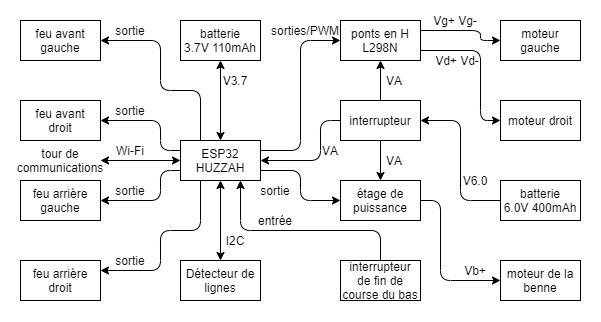 feu avant
gauche
sortie
batterie
3.7V 110mAh
sorties/PWM
ponts en H
L298N
Vg+ Vg-
Vd+ Vd-
moteur
gauche
V3.7
VA
feu avant
droit
sortie
interrupteur
moteur droit
tour de
communications
Wi-Fi
ESP32
HUZZAH
VA
VA
feu arrière
gauche
sortie
sortie
étage de
puissance
V6.0
batterie
6.0V 400mAh
entrée
I2C
feu arrière
droit
sortie
Détecteur de
lignes
interrupteur
de fin de
course du bas
Vb+
moteur de la
benne